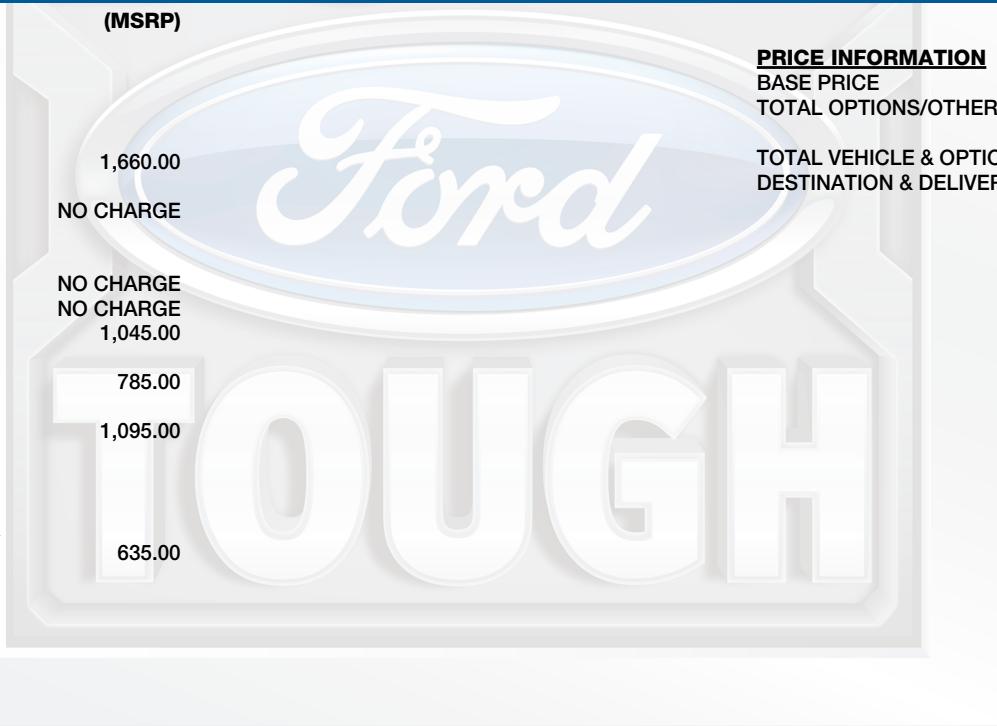 (MSRP)
1,660.00
NO CHARGE
NO CHARGE
NO CHARGE
1,045.00
785.00
1,095.00
635.00
PRICE INFORMATION
BASE PRICE
TOTAL OPTIONS/OTHER
TOTAL VEHICLE & OPTIO
DESTINATION & DELIVER
Ford
TOUGH